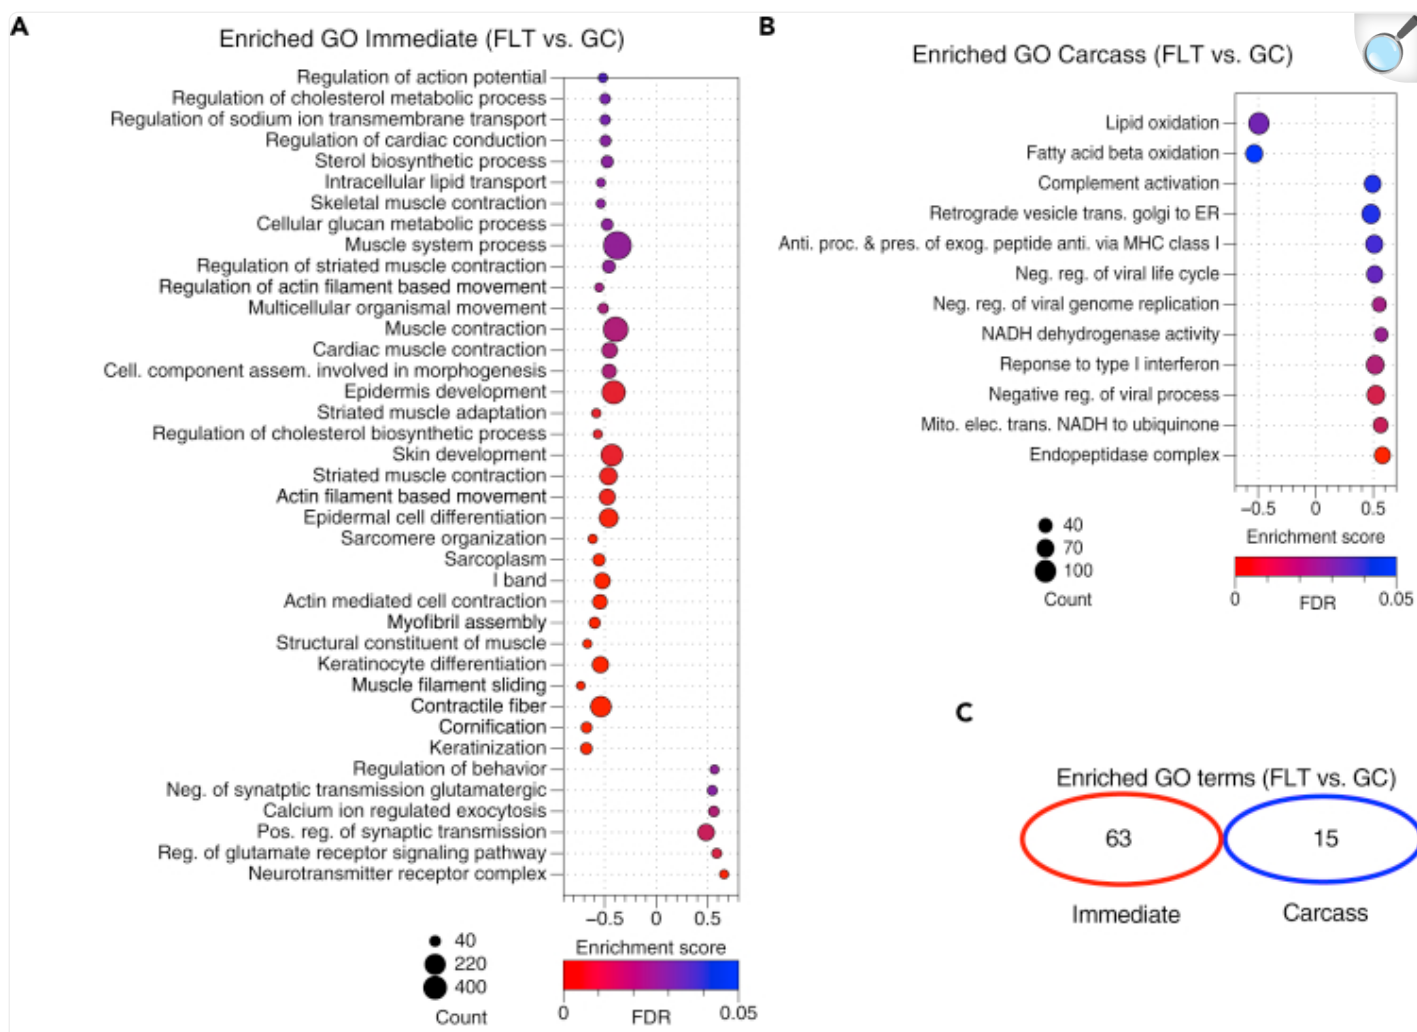 A
Enriched GO Immediate (FLT vs. GC)
Regulation of action potential
Regulation of cholesterol metabolic process
Regulation of sodium ion transmembrane transport
Regulation of cardiac conduction
Sterol biosynthetic process
Intracellular lipid transport
Skeletal muscle contraction
Cellular glucan metabolic process
Muscle system process
Regulation of striated muscle contraction
Regulation of actin filament based movement
Multicellular organismal movement
Muscle contraction
Cardiac muscle contraction
Cell. component assem. involved in morphogenesis
Epidermis development
Striated muscle adaptation
Regulation of cholesterol biosynthetic process
Skin development
Striated muscle contraction
Actin filament based movement
Epidermal cell differentiation
Sarcomere organization
Sarcoplasm
I band
Actin mediated cell contraction
Myofibril assembly
Structural constituent of muscle
Keratinocyte differentiation
Muscle filament sliding
Contractile fiber
Cornification
Keratinization
Regulation of behavior
Neg. of synatptic transmission glutamatergic
Calcium ion regulated exocytosis
Pos. reg. of synaptic transmission
Reg. of glutamate receptor signaling pathway
Neurotransmitter receptor complex
−0.5 0 0.5
Enrichment score
40
220
400
Count
0 FDR 0.05
B
Enriched GO Carcass (FLT vs. GC)
Lipid oxidation
Fatty acid beta oxidation
Complement activation
Retrograde vesicle trans. golgi to ER
Anti. proc. & pres. of exog. peptide anti. via MHC class I
Neg. reg. of viral life cycle
Neg. reg. of viral genome replication
NADH dehydrogenase activity
Reponse to type I interferon
Negative reg. of viral process
Mito. elec. trans. NADH to ubiquinone
Endopeptidase complex
−0.5 0 0.5
Enrichment score
40
70
100
Count
0 FDR 0.05
C
Enriched GO terms (FLT vs. GC)
63 15
Immediate Carcass